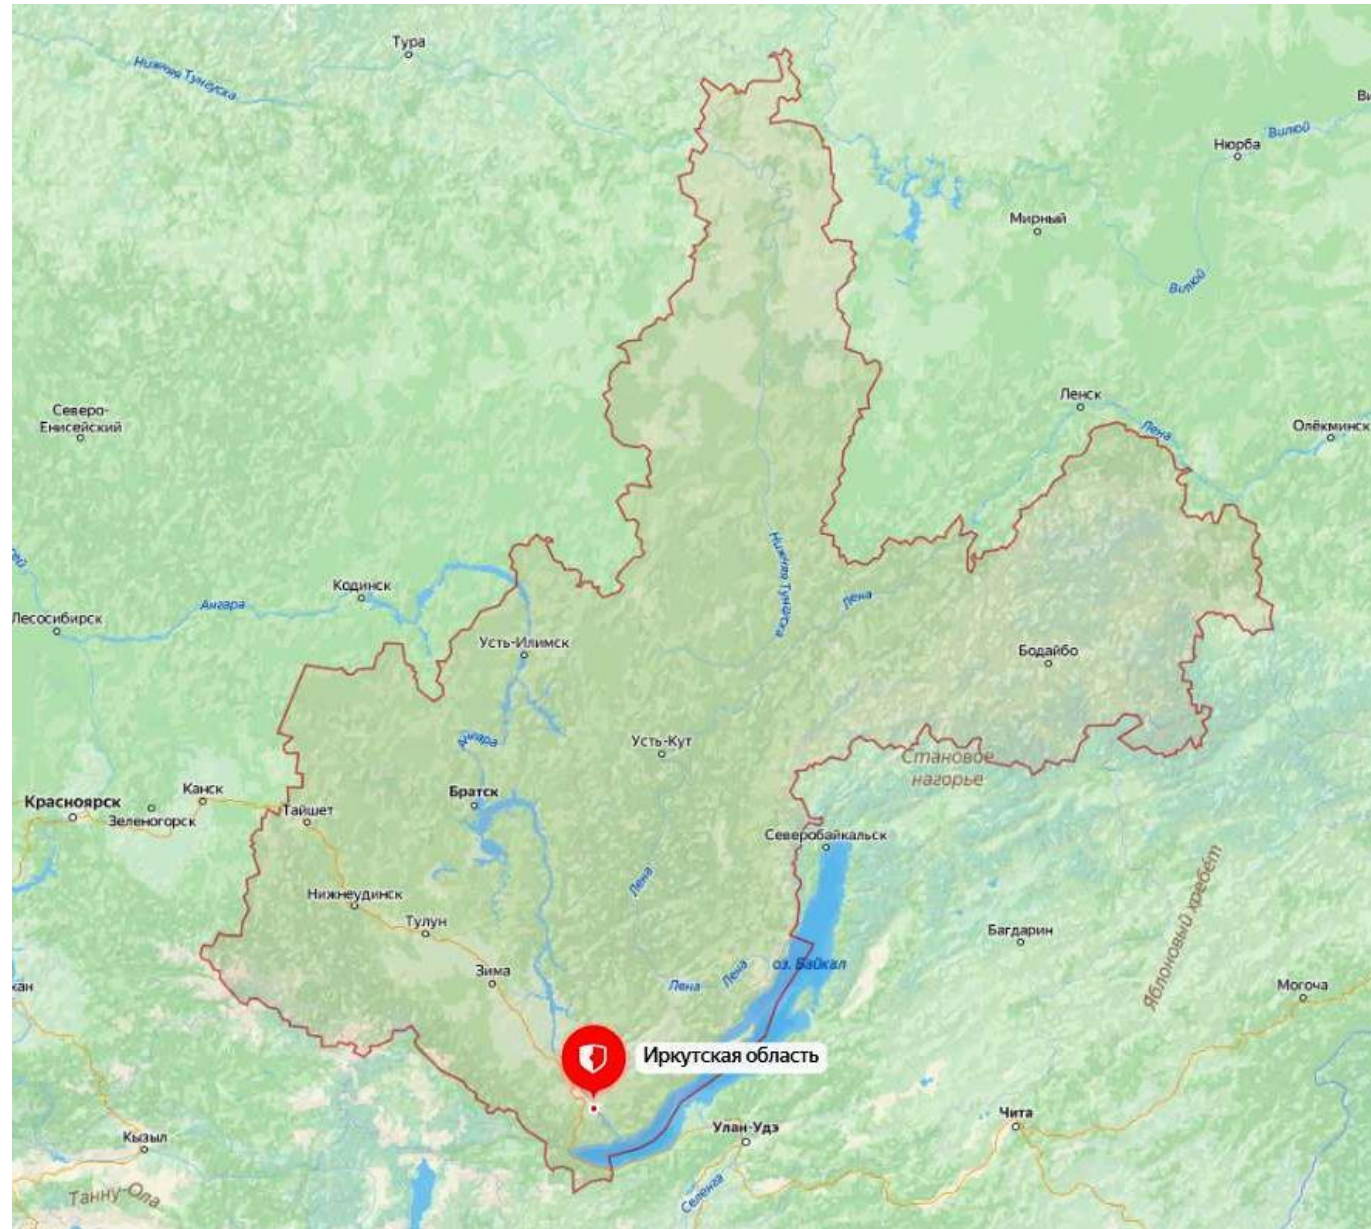 Тура
Нижняя Тунгуска
Вилюй
Нюрба
Мирный
Вилюй
Ленск
Северо-
Енисейский
Лена
Олёкминск
Нижняя Тунгуска
Кодинск
Лена
Ангара
Лесосибирск
Усть-Илимск
Бодайбо
Ангара
Усть-Кут
Становое
нагорье
Канск
Братск
Красноярск
Зеленогорск
Тайшет
Северобайкальск
Лена
Нижнеудинск
Яблоновый хребет
Тулун
Багдарин
оз. Байкал
Зима
Лена
Лена
Могоча
Иркутская область
Чита
Улан-Удэ
Кызыл
Танну-Ола
Селенга